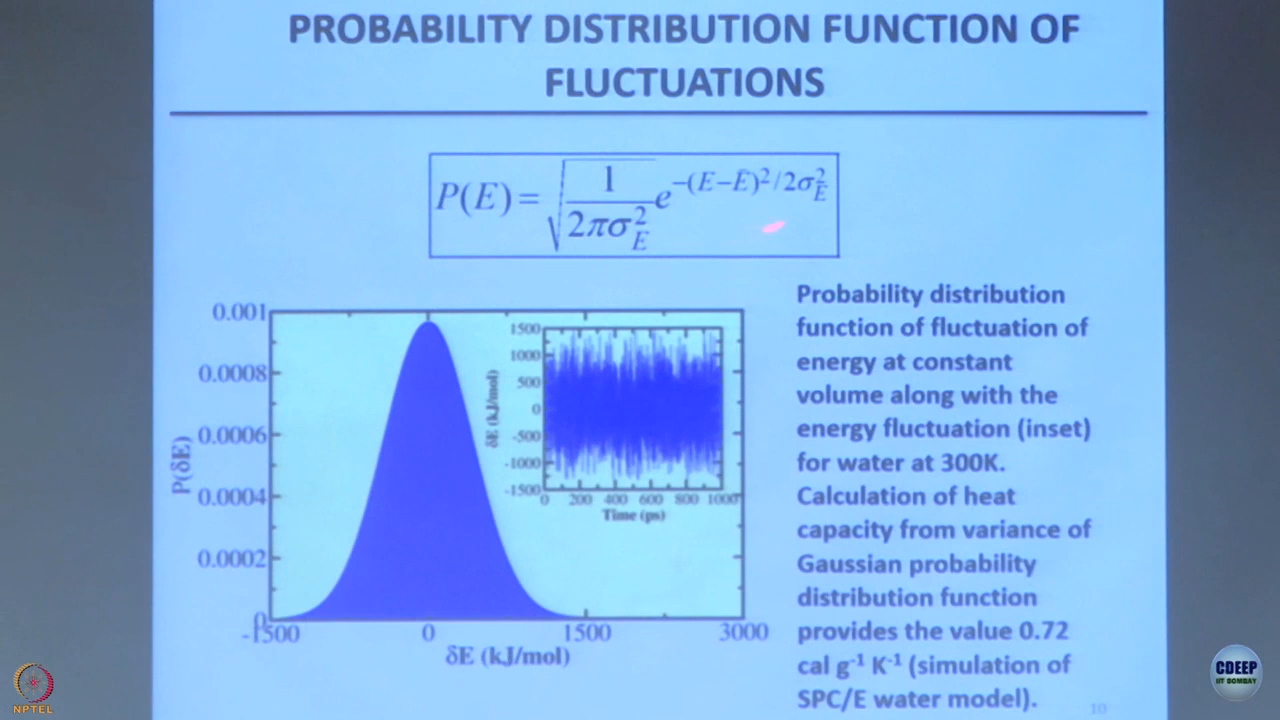 PROBABILITY DISTRIBUTION FUNCTION OF
FLUCTUATIONS
P(E) = √(1/2πσ_E^2) e^{-(E-Ē)^2/2σ_E^2}
Probability distribution
function of fluctuation of
energy at constant
volume along with the
energy fluctuation (inset)
for water at 300K.
Calculation of heat
capacity from variance of
Gaussian probability
distribution function
provides the value 0.72
cal g⁻¹ K⁻¹ (simulation of
SPC/E water model).
0.001
0.0008
0.0006
0.0004
0.0002
0
P(δE)
-1500 0 1500 3000
δE (kJ/mol)
1500
1000
500
0
-500
-1000
-1500
δE (kJ/mol)
0 200 400 600 800 1000
Time (ps)
10
NPTEL
CDEEP
IIT BOMBAY